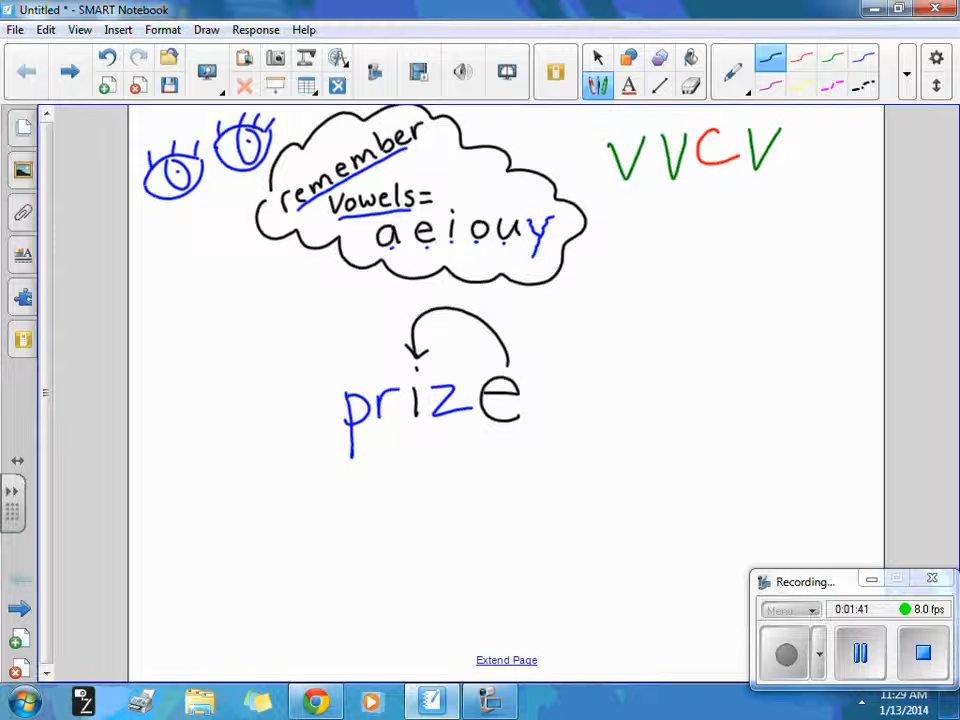 Untitled * - SMART Notebook
File Edit View Insert Format Draw Response Help
remember
Vowels=
a e i o u y
V V C V
prize
Extend Page
Recording...
Menu
0:01:41
8.0 fps
11:29 AM
1/13/2014